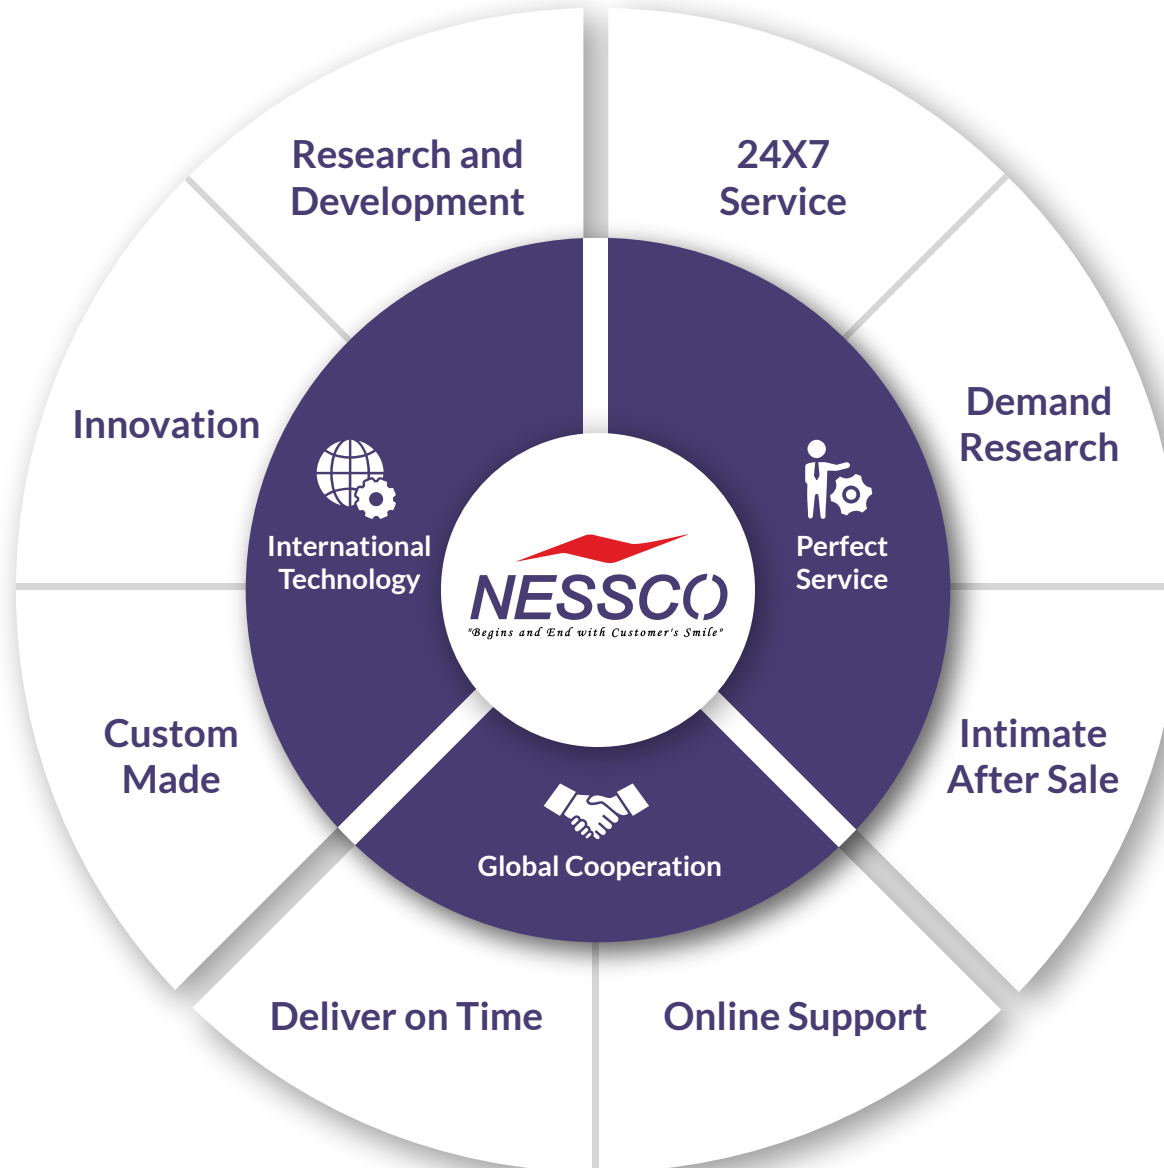 Research and
Development
24X7
Service
Innovation
Demand
Research
International
Technology
Perfect
Service
NESSCO
"Begins and End with Customer's Smile"
Custom
Made
Intimate
After Sale
Global Cooperation
Deliver on Time
Online Support